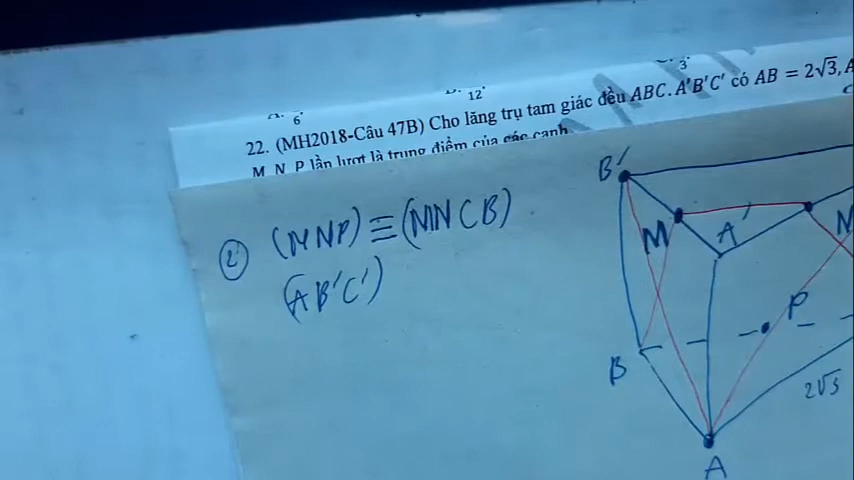 6
12
3
22. (MH2018-Câu 47B) Cho lăng trụ tam giác đều ABC.A'B'C' có AB = 2√3, A
M N P lần lượt là trung điểm của các cạnh
2 (MNP) ≡ (MNCB)
(AB'C')
B'
M
A'
N
P
B
2√3
A